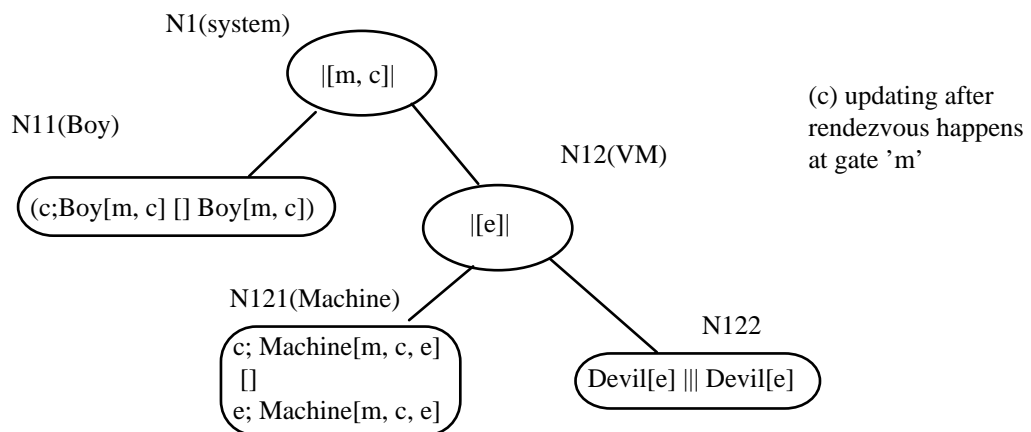 N1(system)
|[m, c]|
(c) updating after
rendezvous happens
at gate ’m’
N11(Boy)
N12(VM)
(c;Boy[m, c] [] Boy[m, c])
|[e]|
N121(Machine)
c; Machine[m, c, e]
[]
e; Machine[m, c, e]
N122
Devil[e] ||| Devil[e]